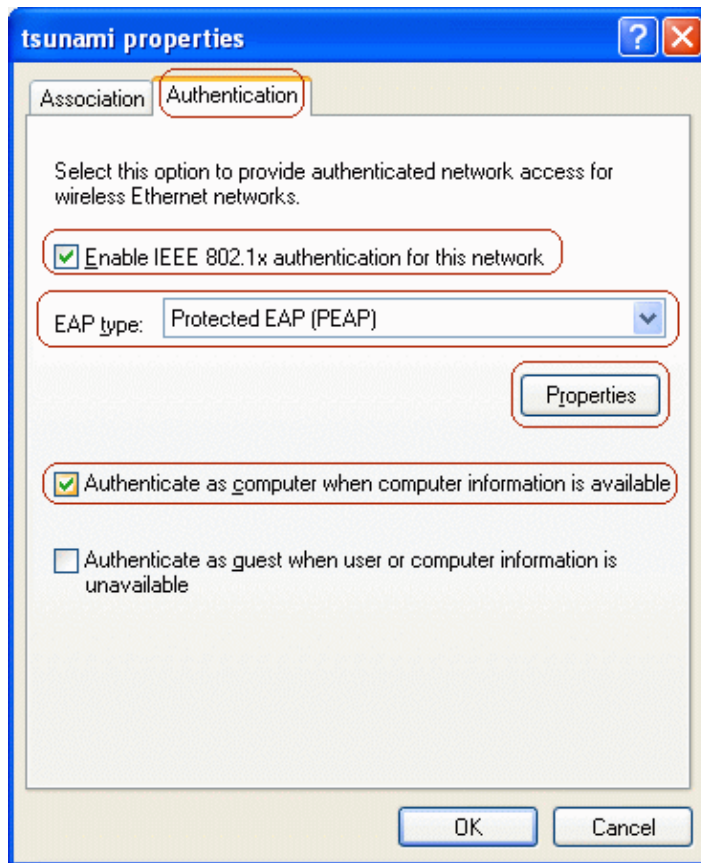 tsunami properties
?
Association Authentication
Select this option to provide authenticated network access for
wireless Ethernet networks.
Enable IEEE 802.1x authentication for this network
EAP type: Protected EAP (PEAP)
Properties
Authenticate as computer when computer information is available
Authenticate as guest when user or computer information is
unavailable
OK Cancel